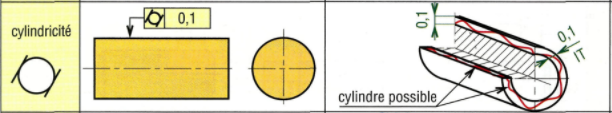 cylindricité
0,1
0,1
0,1
IT
cylindre possible